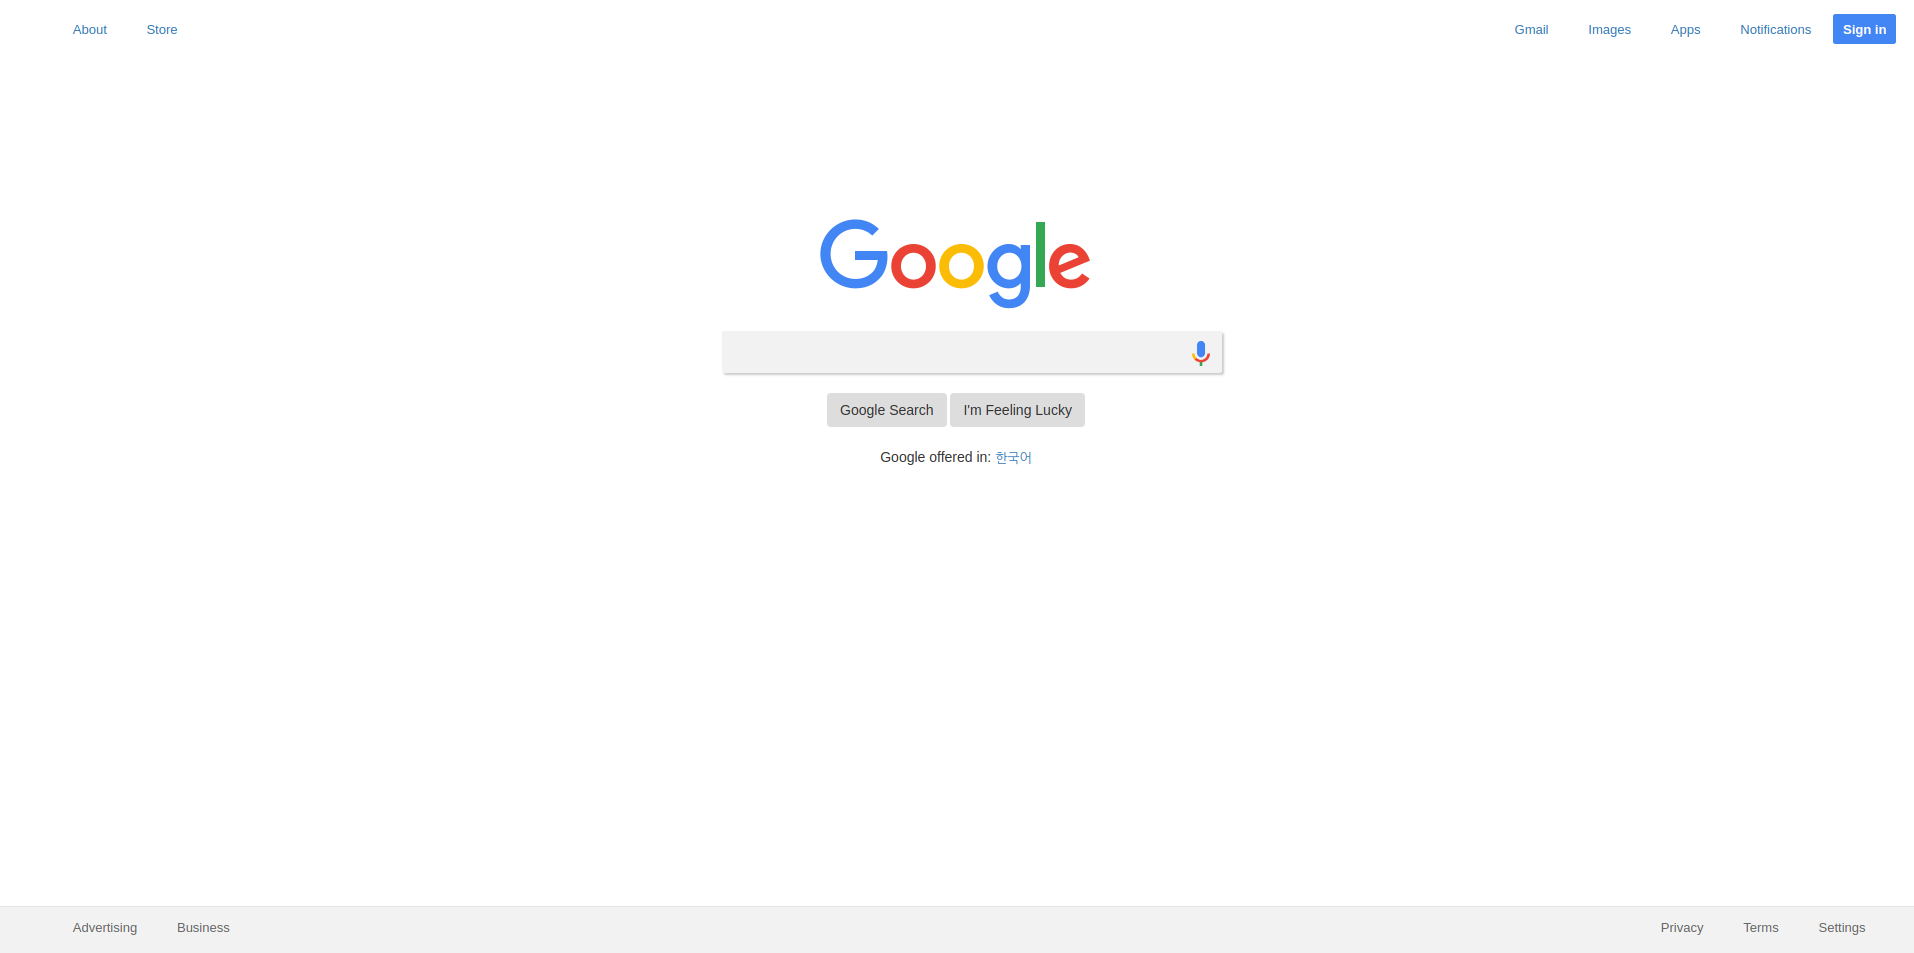 About Store Gmail Images Apps Notifications Sign in
Google
Google Search I'm Feeling Lucky
Google offered in: 한국어
Advertising Business Privacy Terms Settings